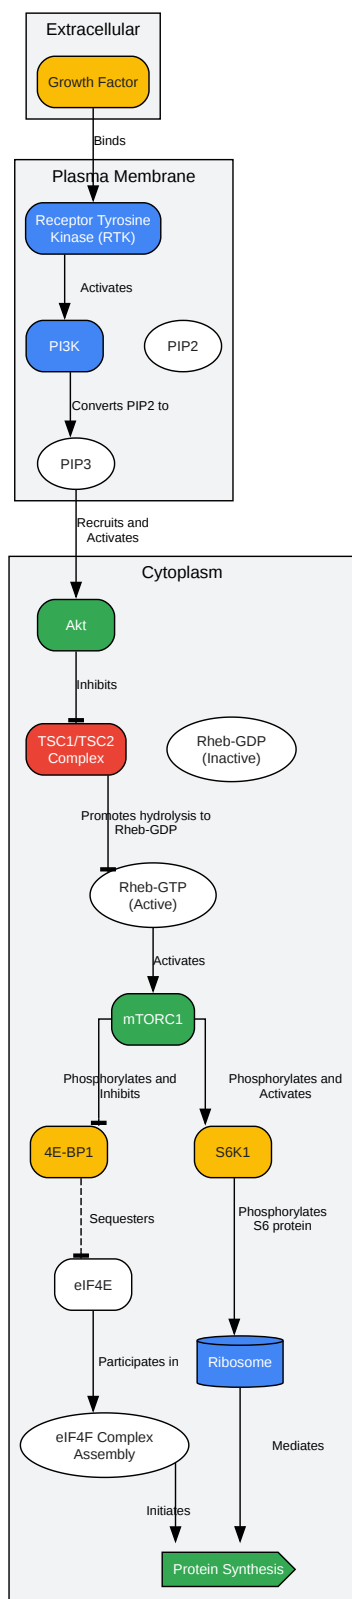 Extracellular
Growth Factor
Binds
Plasma Membrane
Receptor Tyrosine
Kinase (RTK)
Activates
PI3K
PIP2
Converts PIP2 to
PIP3
Recruits and
Activates
Cytoplasm
Akt
Inhibits
TSC1/TSC2
Complex
Rheb-GDP
(Inactive)
Promotes hydrolysis to
Rheb-GDP
Rheb-GTP
(Active)
Activates
mTORC1
Phosphorylates and
Inhibits
Phosphorylates and
Activates
4E-BP1
S6K1
Sequesters
Phosphorylates
S6 protein
eIF4E
Ribosome
Participates in
eIF4F Complex
Assembly
Mediates
Initiates
Protein Synthesis